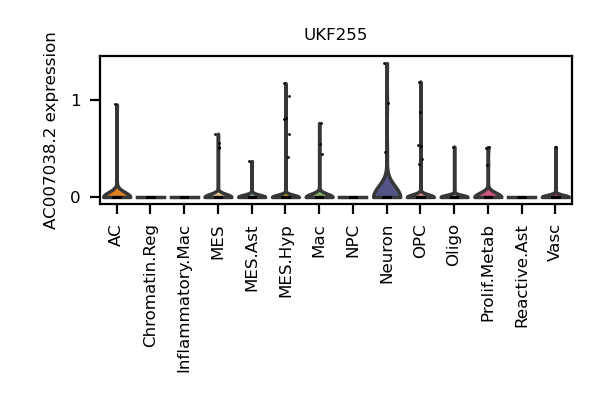 UKF255
AC007038.2 expression
1
0
AC
Chromatin.Reg
Inflammatory.Mac
MES
MES.Ast
MES.Hyp
Mac
NPC
Neuron
OPC
Oligo
Prolif.Metab
Reactive.Ast
Vasc